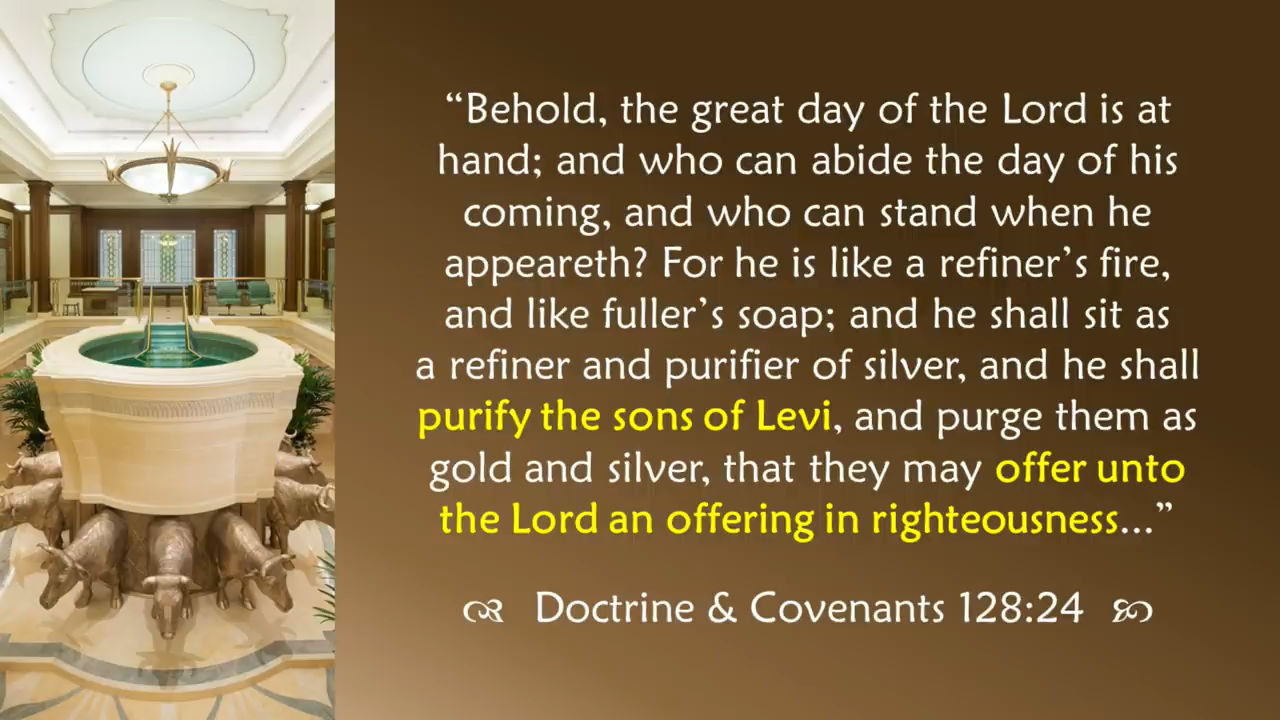 “Behold, the great day of the Lord is at
hand; and who can abide the day of his
coming, and who can stand when he
appeareth? For he is like a refiner’s fire,
and like fuller’s soap; and he shall sit as
a refiner and purifier of silver, and he shall
purify the sons of Levi, and purge them as
gold and silver, that they may offer unto
the Lord an offering in righteousness...”
Doctrine & Covenants 128:24